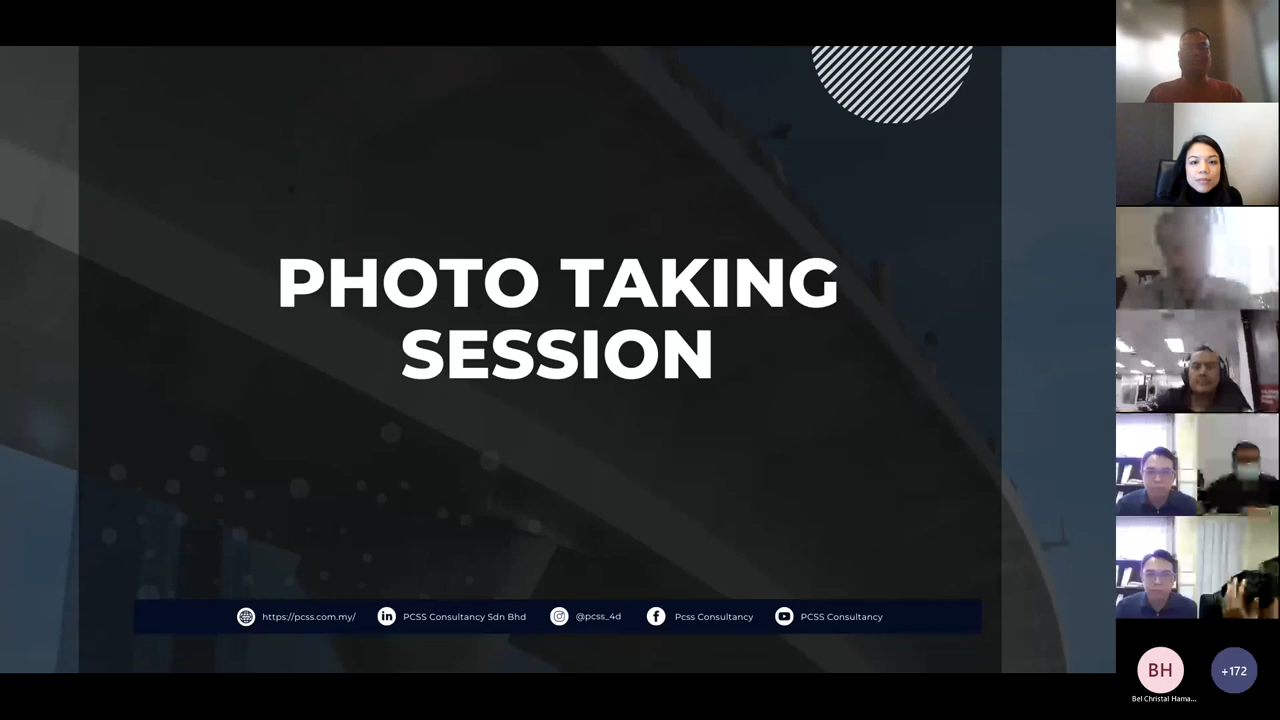 PHOTO TAKING
SESSION
https://pcss.com.my/
in
PCSS Consultancy Sdn Bhd
@pcss_4d
Pcss Consultancy
PCSS Consultancy
BH
+172
Bel Christal Hama...